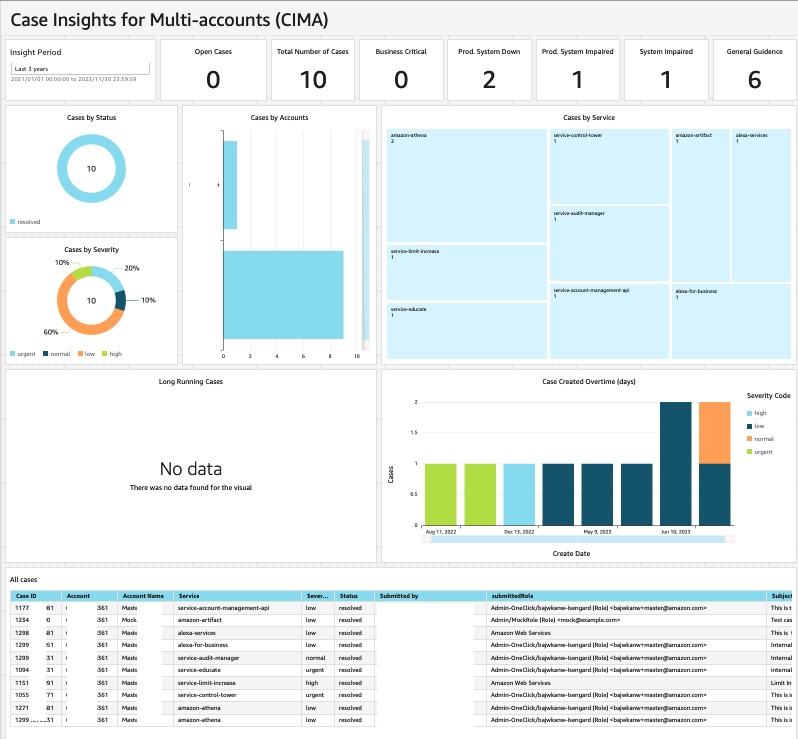 Case Insights for Multi-accounts (CIMA)
Insight Period
Last 3 years
2021/01/01 00:00:00 to 2023/11/30 23:59:59
Open Cases
0
Total Number of Cases
10
Business Critical
0
Prod. System Down
2
Prod. System Impaired
1
System Impaired
1
General Guidence
6
Cases by Status
10
resolved
Cases by Severity
10%
20%
10
10%
60%
urgent normal low high
Cases by Accounts
0 2 4 6 8 10
Cases by Service
amazon-athena
2
service-limit-increase
1
service-educate
1
service-control-tower
1
service-audit-manager
1
service-account-management-api
1
amazon-artifact
1
alexa-services
1
alexa-for-business
1
Long Running Cases
No data
There was no data found for the visual
Case Created Overtime (days)
Cases
2
1.5
1
0.5
0
Aug 11, 2022 Dec 13, 2022 May 9, 2023 Jun 10, 2023
Create Date
Severity Code
high
low
normal
urgent
All cases
Case ID Account Account Name Service Sever... Status Submitted by submittedRole Subject
1177 81 361 Maste service-account-management-api low resolved Admin-OneClick/bajwkanw-Isengard (Role) <bajwkanw+master@amazon.com> This is t
1234 0 361 Mock amazon-artifact low resolved Admin/MockRole (Role) <mock@example.com> Test cas
1298 81 361 Maste alexa-services low resolved Amazon Web Services This is
1299 61 361 Maste alexa-for-business low resolved Admin-OneClick/bajwkanw-Isengard (Role) <bajwkanw+master@amazon.com> Internal
1299 31 361 Maste service-audit-manager normal resolved Admin-OneClick/bajwkanw-Isengard (Role) <bajwkanw+master@amazon.com> Internal
1094 31 361 Maste service-educate urgent resolved Admin-OneClick/bajwkanw-Isengard (Role) <bajwkanw+master@amazon.com> internal
1151 91 361 Maste service-limit-increase high resolved Amazon Web Services Limit In
1055 71 361 Maste service-control-tower urgent resolved Admin-OneClick/bajwkanw-Isengard (Role) <bajwkanw+master@amazon.com> This is i
1271 81 361 Maste amazon-athena low resolved Admin-OneClick/bajwkanw-Isengard (Role) <bajwkanw+master@amazon.com> This is i
1299 31 361 Maste amazon-athena low resolved Admin-OneClick/bajwkanw-Isengard (Role) <bajwkanw+master@amazon.com> This is i